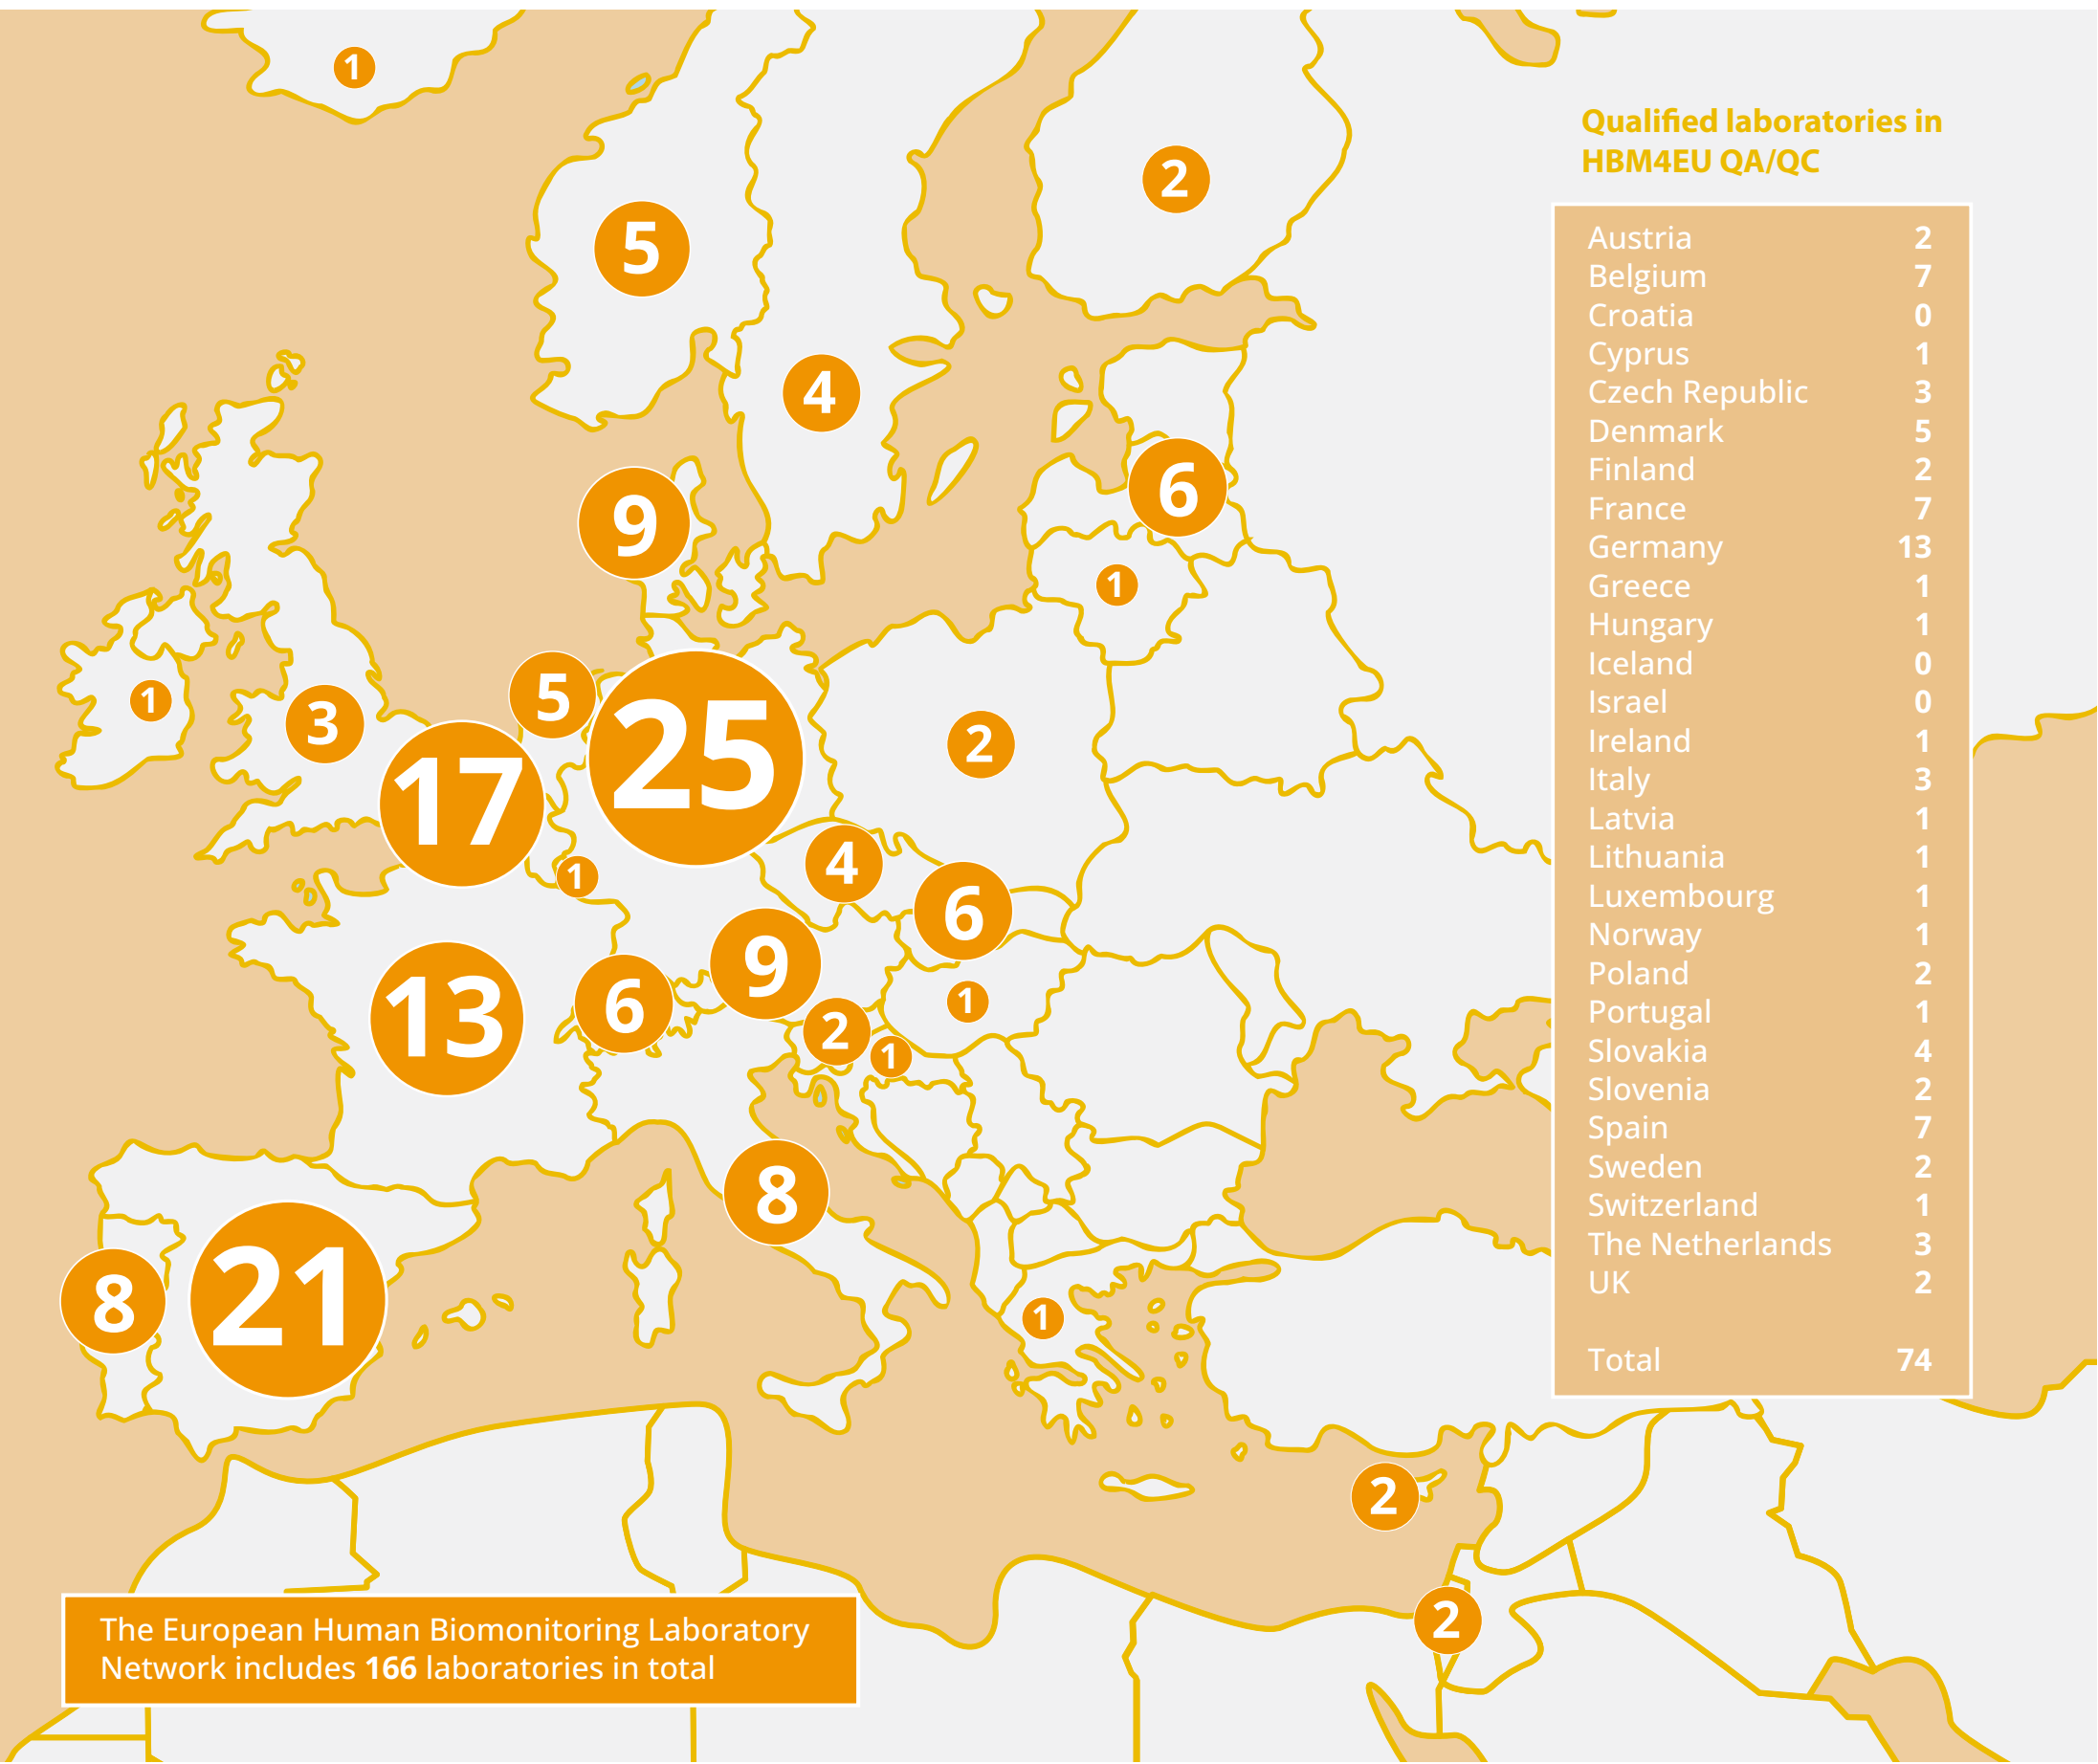 1
2
5
4
9
6
1
5
1
3
25
2
17
4
1
6
9
13
6
1
2
1
8
8
21
1
2
2
Qualified laboratories in
HBM4EU QA/QC
Austria 2
Belgium 7
Croatia 0
Cyprus 1
Czech Republic 3
Denmark 5
Finland 2
France 7
Germany 13
Greece 1
Hungary 1
Iceland 0
Israel 0
Ireland 1
Italy 3
Latvia 1
Lithuania 1
Luxembourg 1
Norway 1
Poland 2
Portugal 1
Slovakia 4
Slovenia 2
Spain 7
Sweden 2
Switzerland 1
The Netherlands 3
UK 2
Total 74
The European Human Biomonitoring Laboratory
Network includes 166 laboratories in total